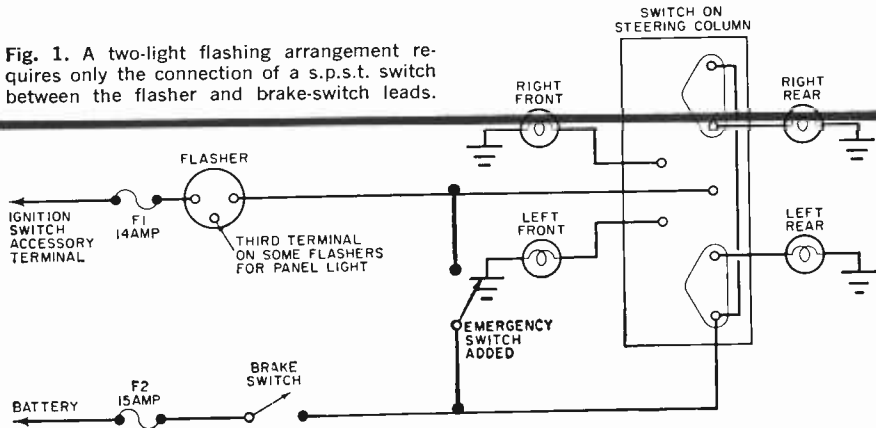 Fig. 1. A two-light flashing arrangement re-
quires only the connection of a s.p.s.t. switch
between the flasher and brake-switch leads.
SWITCH ON
STEERING COLUMN
RIGHT
FRONT
RIGHT
REAR
FLASHER
IGNITION
SWITCH
ACCESSORY
TERMINAL
F1
14AMP
THIRD TERMINAL
ON SOME FLASHERS
FOR PANEL LIGHT
LEFT
FRONT
LEFT
REAR
EMERGENCY
SWITCH
ADDED
BATTERY
F2
15AMP
BRAKE
SWITCH